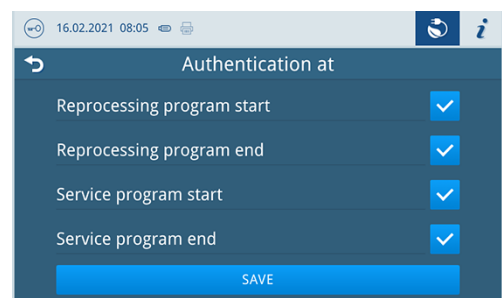 16.02.2021 08:05
i
Authentication at
Reprocessing program start
Reprocessing program end
Service program start
Service program end
SAVE